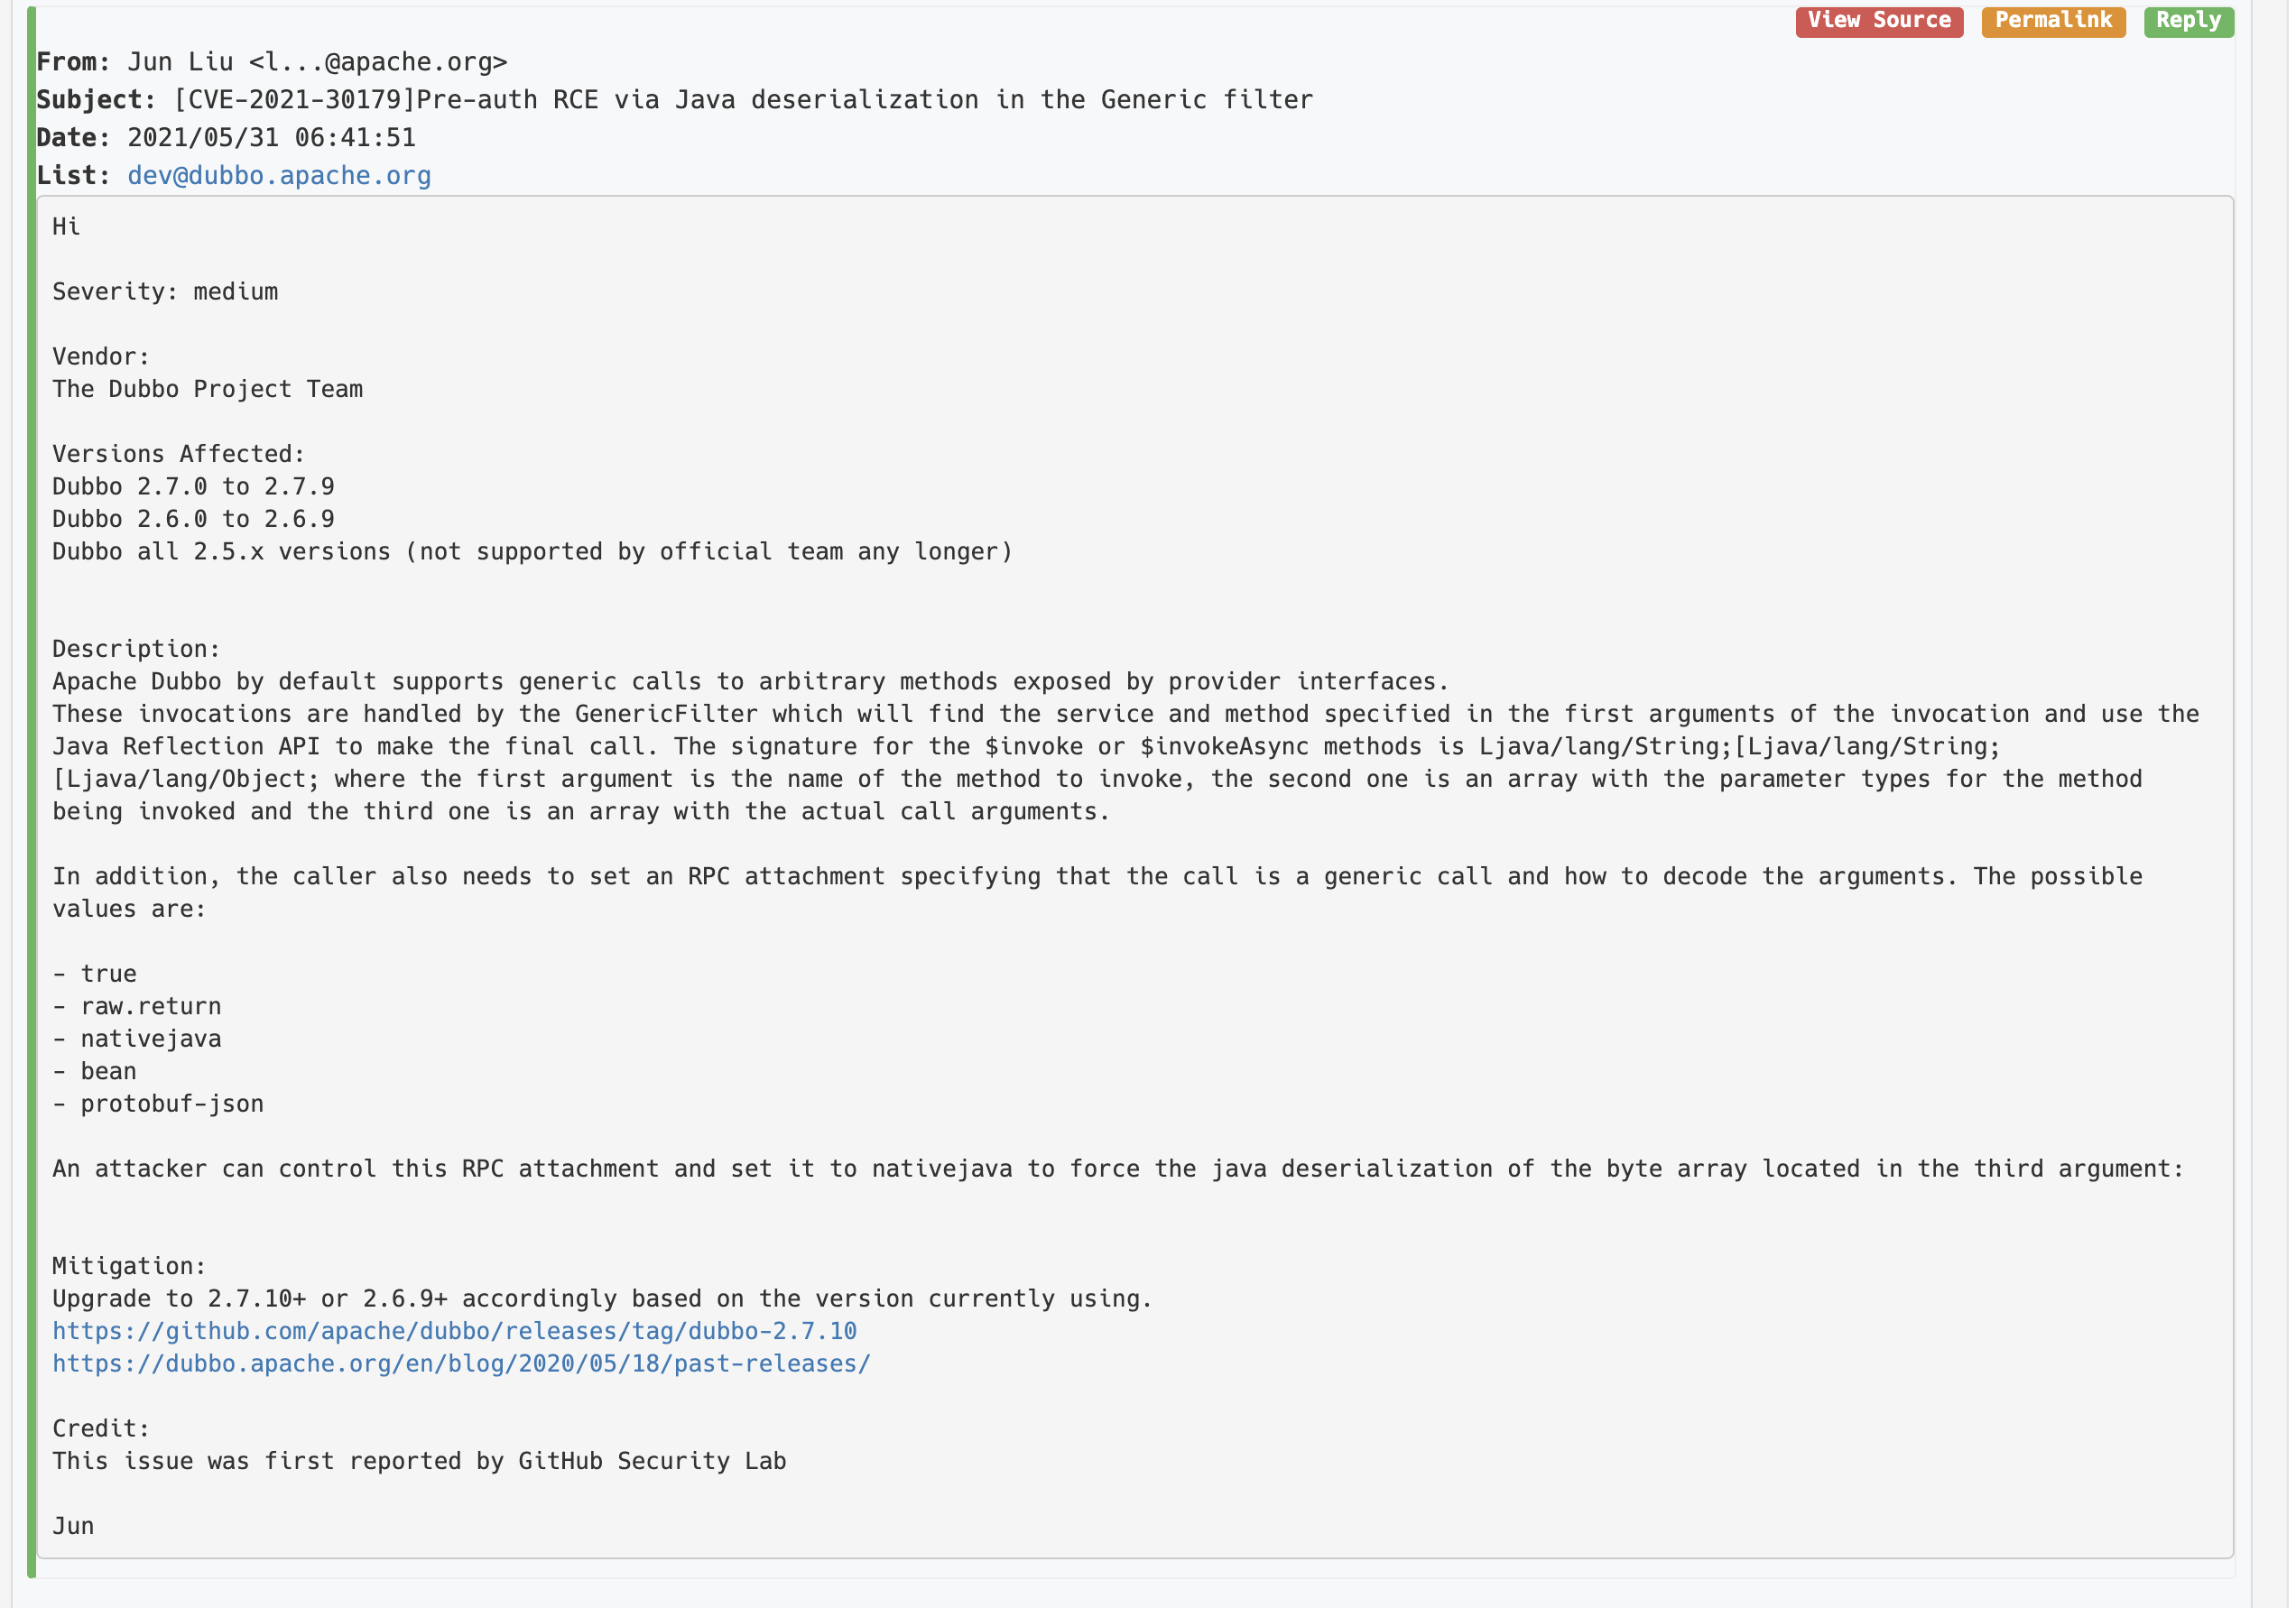 View Source Permalink Reply
From: Jun Liu <l...@apache.org>
Subject: [CVE-2021-30179]Pre-auth RCE via Java deserialization in the Generic filter
Date: 2021/05/31 06:41:51
List: dev@dubbo.apache.org
Hi
Severity: medium
Vendor:
The Dubbo Project Team
Versions Affected:
Dubbo 2.7.0 to 2.7.9
Dubbo 2.6.0 to 2.6.9
Dubbo all 2.5.x versions (not supported by official team any longer)
Description:
Apache Dubbo by default supports generic calls to arbitrary methods exposed by provider interfaces.
These invocations are handled by the GenericFilter which will find the service and method specified in the first arguments of the invocation and use the
Java Reflection API to make the final call. The signature for the $invoke or $invokeAsync methods is Ljava/lang/String;[Ljava/lang/String;
[Ljava/lang/Object; where the first argument is the name of the method to invoke, the second one is an array with the parameter types for the method
being invoked and the third one is an array with the actual call arguments.
In addition, the caller also needs to set an RPC attachment specifying that the call is a generic call and how to decode the arguments. The possible
values are:
- true
- raw.return
- nativejava
- bean
- protobuf-json
An attacker can control this RPC attachment and set it to nativejava to force the java deserialization of the byte array located in the third argument:
Mitigation:
Upgrade to 2.7.10+ or 2.6.9+ accordingly based on the version currently using.
https://github.com/apache/dubbo/releases/tag/dubbo-2.7.10
https://dubbo.apache.org/en/blog/2020/05/18/past-releases/
Credit:
This issue was first reported by GitHub Security Lab
Jun